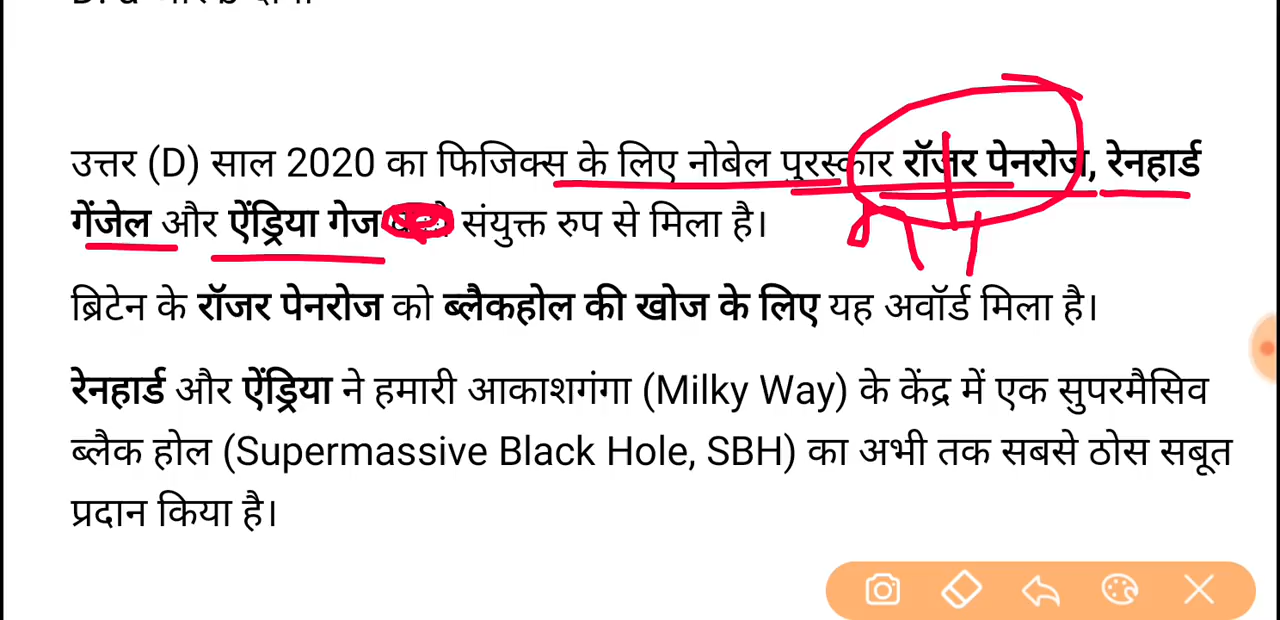 उत्तर (D) साल 2020 का फिजिक्स के लिए नोबेल पुरस्कार रॉजर पेनरोज, रेनहार्ड
गेंजेल और ऐंड्रिया गेज संयुक्त रुप से मिला है।
ब्रिटेन के रॉजर पेनरोज को ब्लैकहोल की खोज के लिए यह अवॉर्ड मिला है।
रेनहार्ड और ऐंड्रिया ने हमारी आकाशगंगा (Milky Way) के केंद्र में एक सुपरमैसिव
ब्लैक होल (Supermassive Black Hole, SBH) का अभी तक सबसे ठोस सबूत
प्रदान किया है।